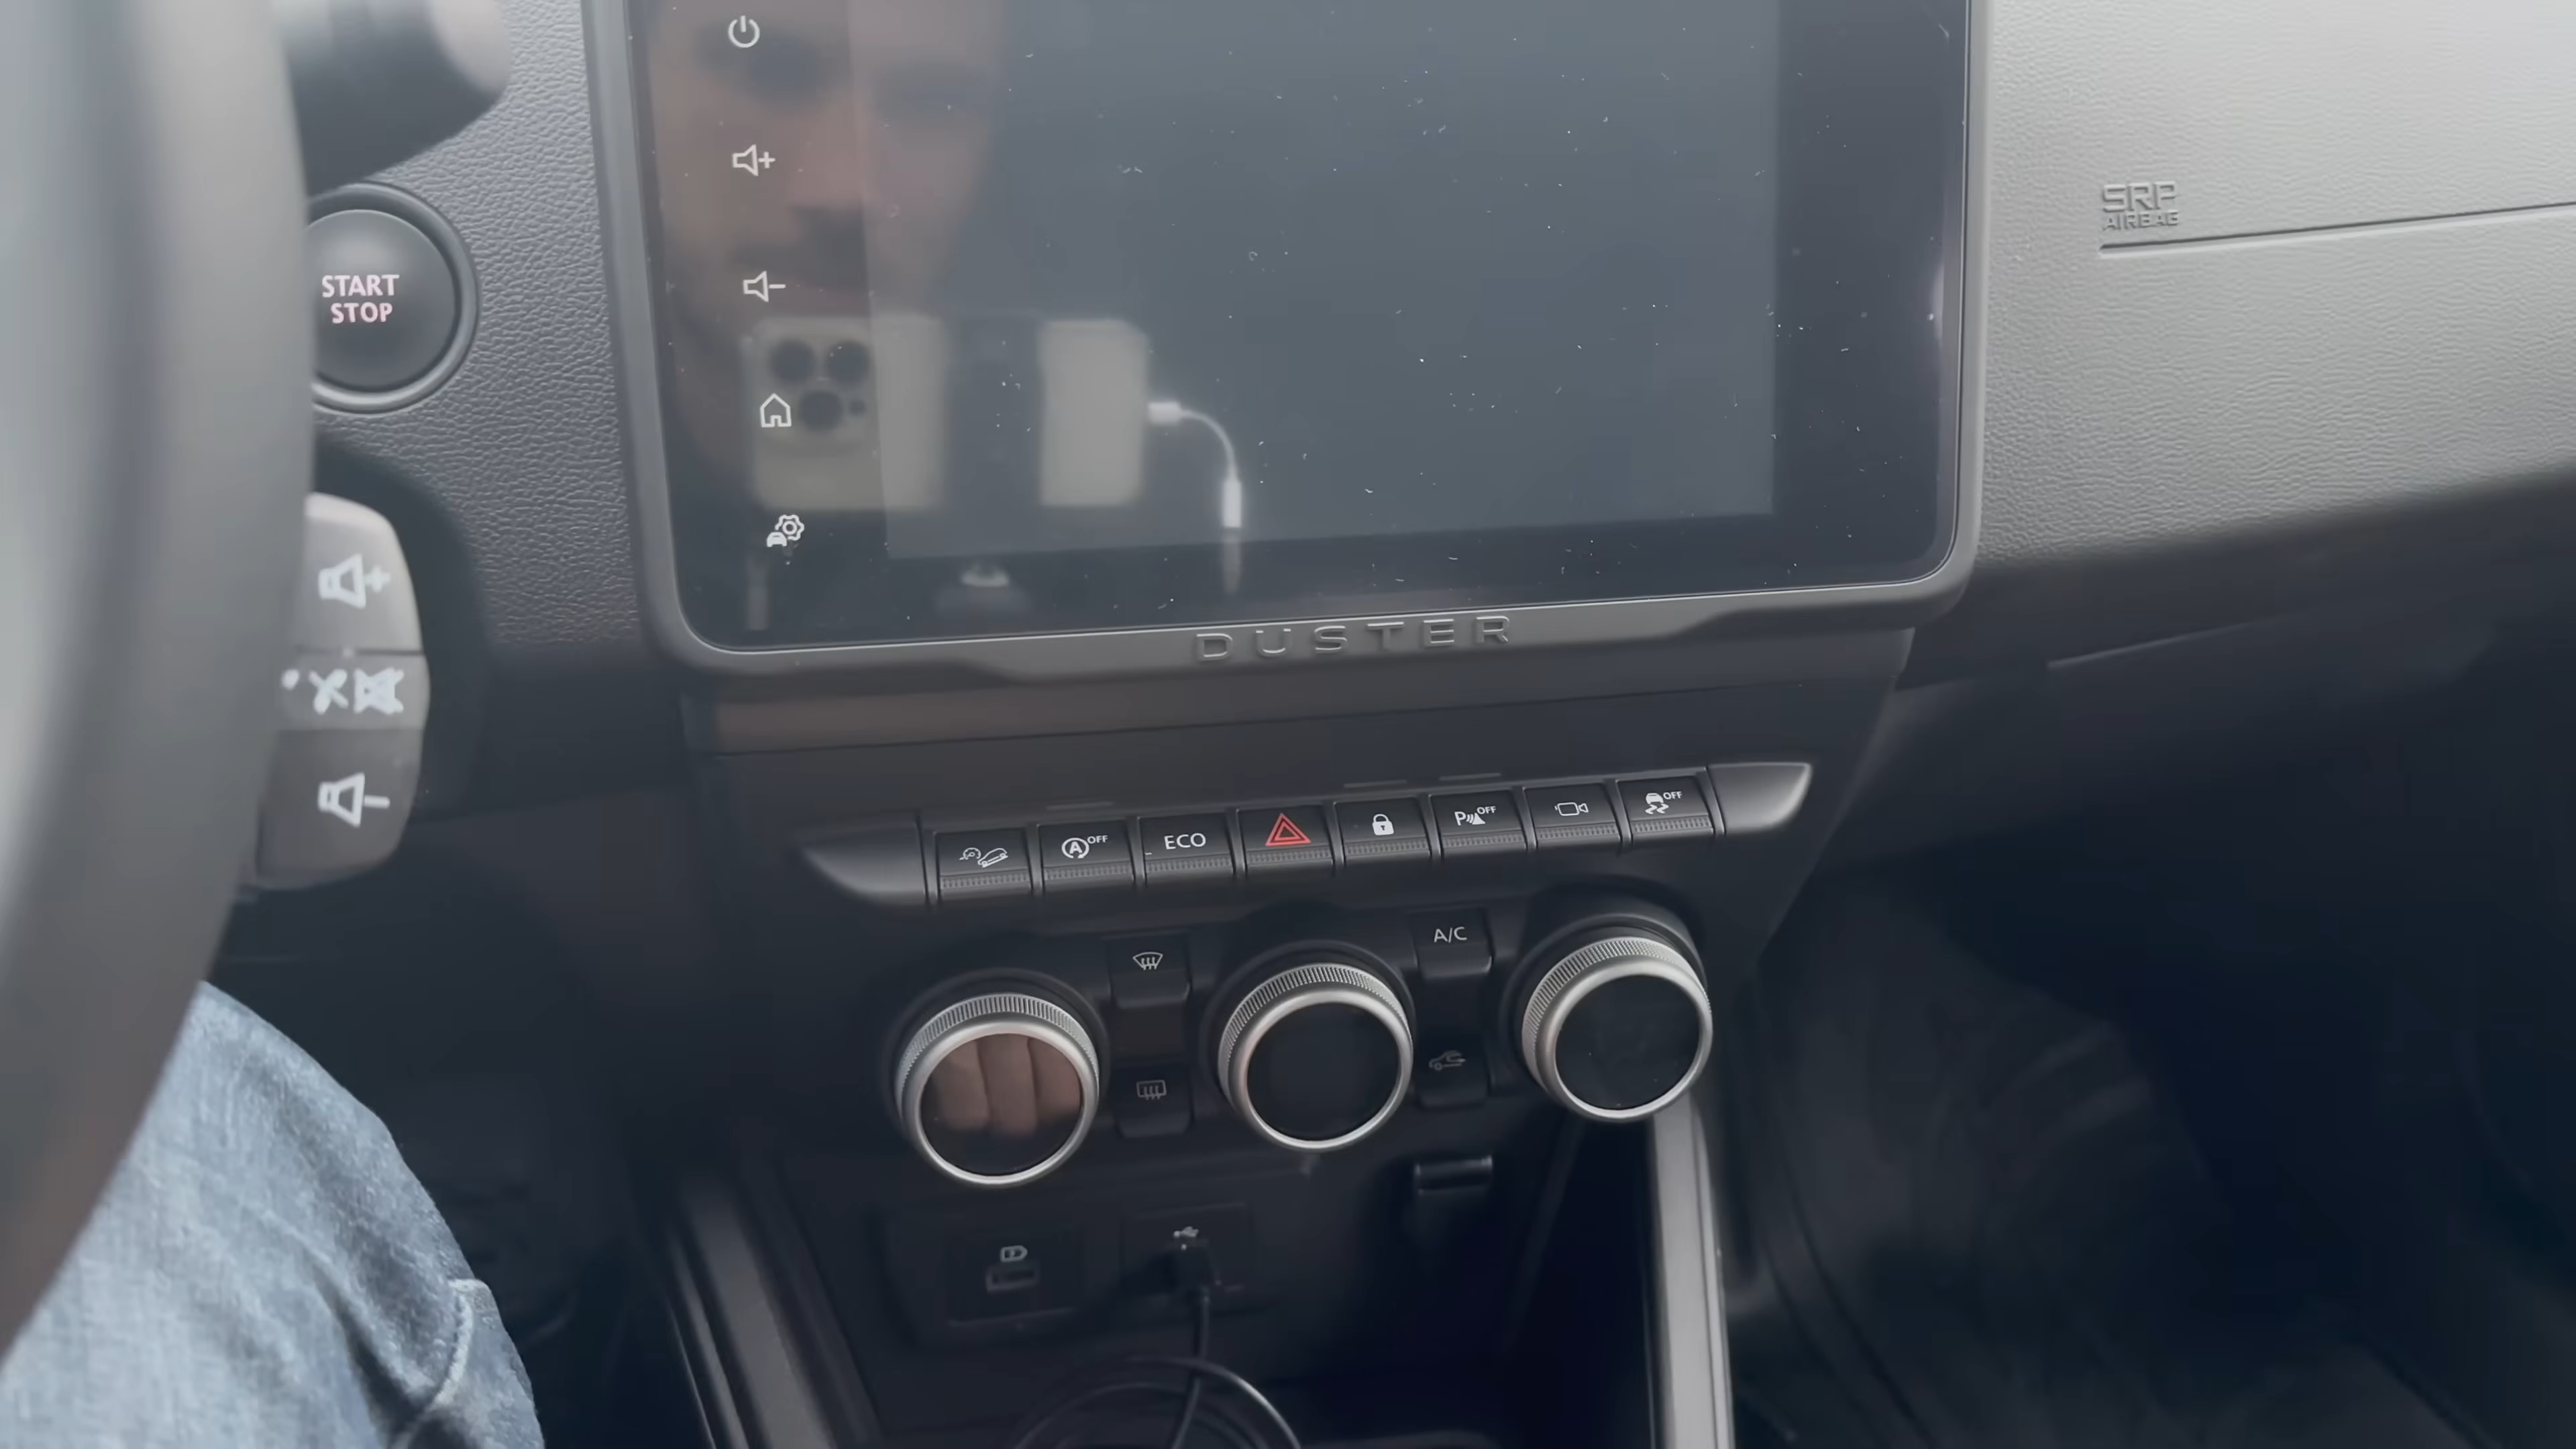 START
STOP
SRP
AIRBAG
DUSTER
A OFF
ECO
P OFF
OFF
A/C